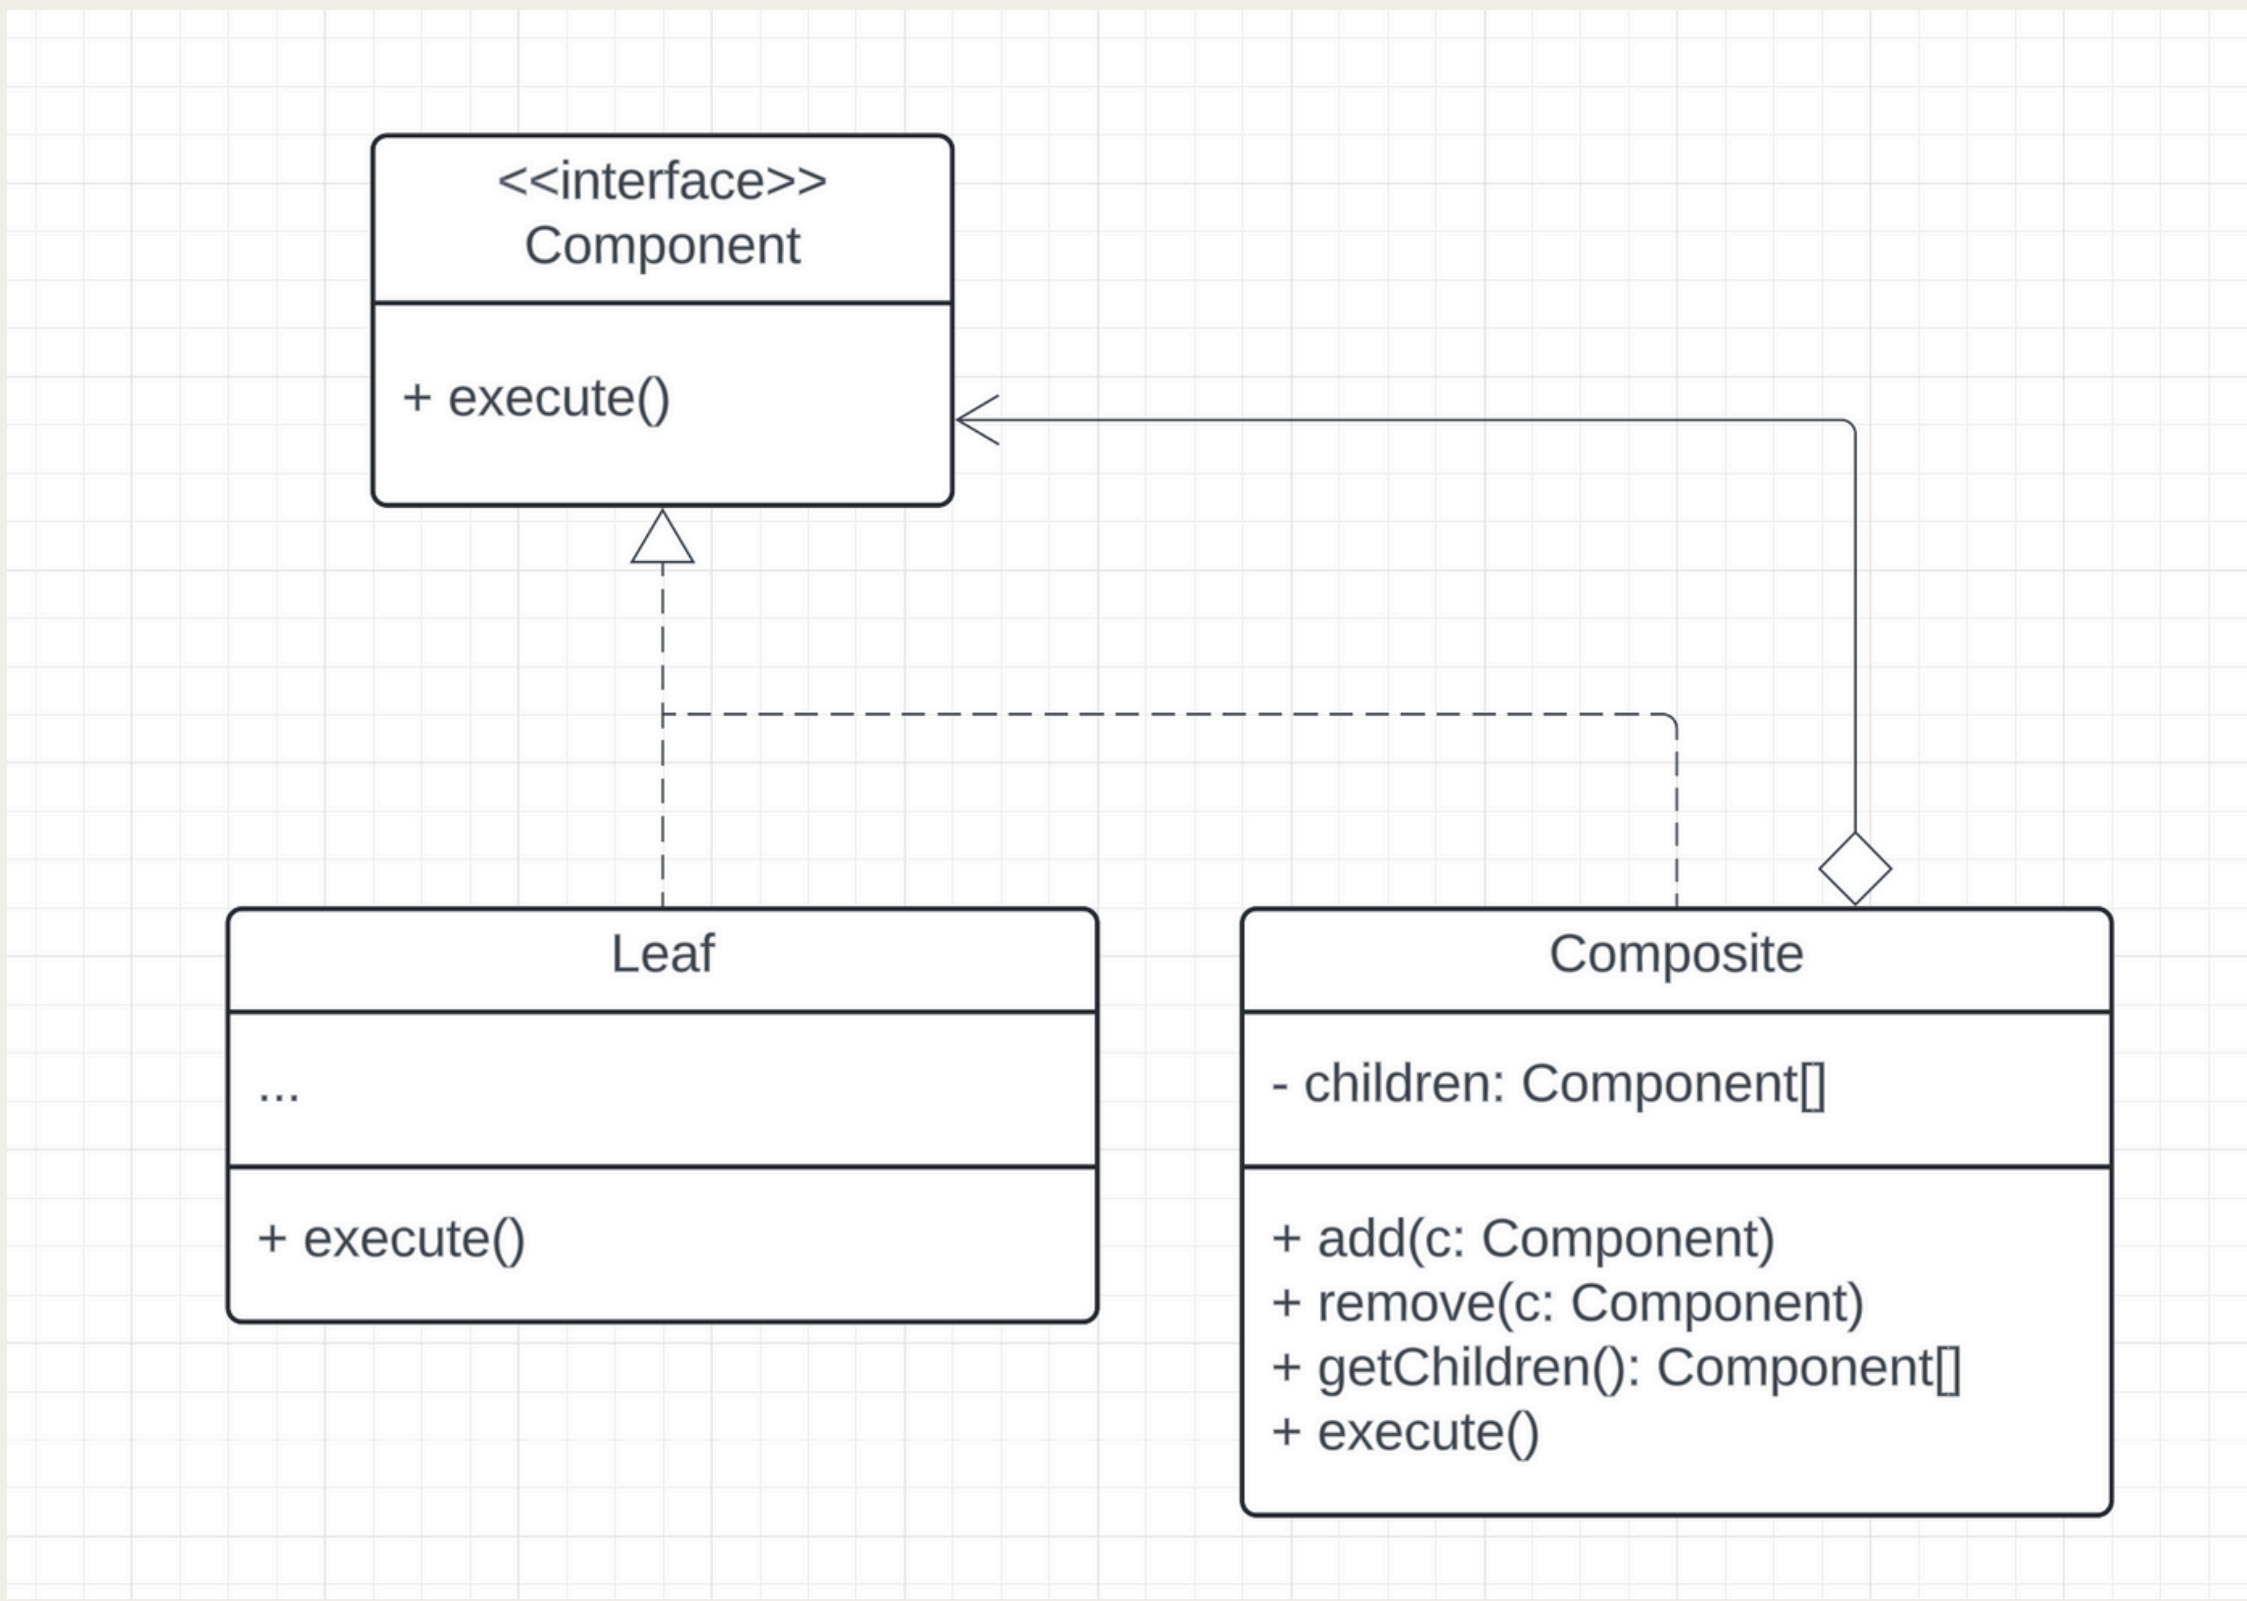 <<interface>>
Component
+ execute()
Leaf
...
+ execute()
Composite
- children: Component[]
+ add(c: Component)
+ remove(c: Component)
+ getChildren(): Component[]
+ execute()